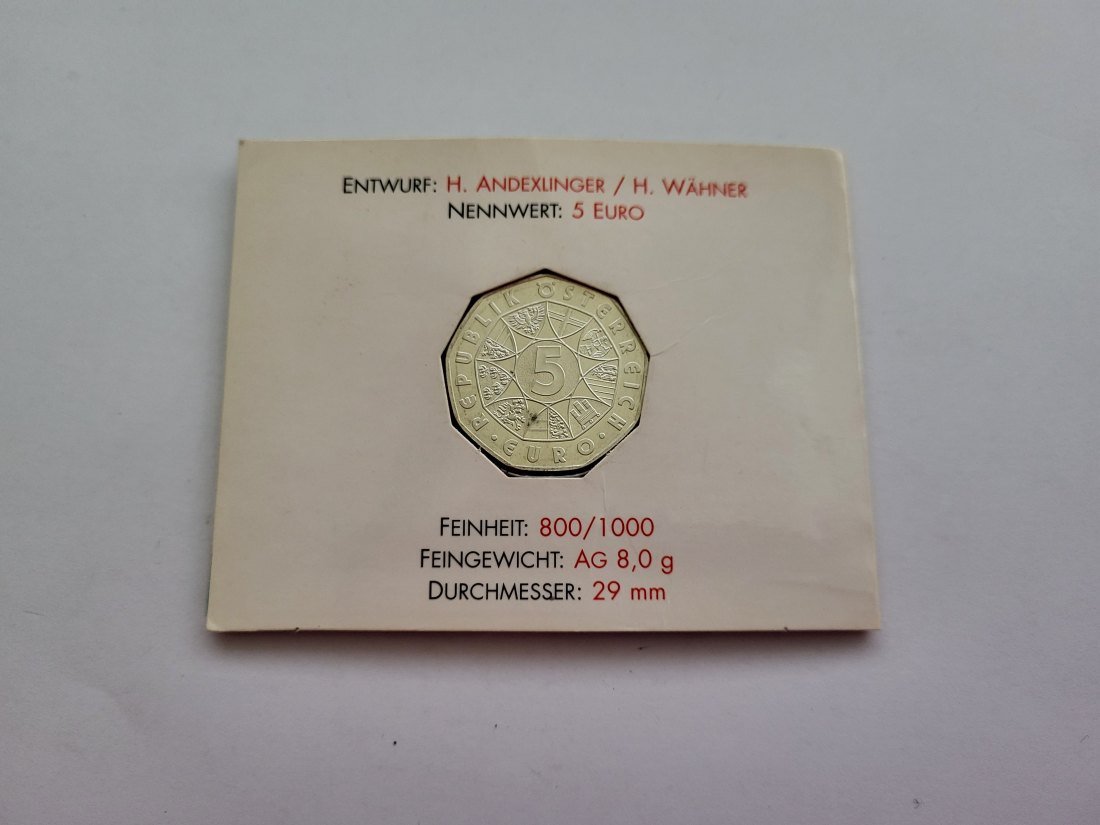 ENTWURF: H. ANDEXLINGER / H. WÄHNER
NENNWERT: 5 EURO
REPUBLIK ÖSTERREICH
5
· EURO ·
FEINHEIT: 800/1000
FEINGEWICHT: AG 8,0 g
DURCHMESSER: 29 mm